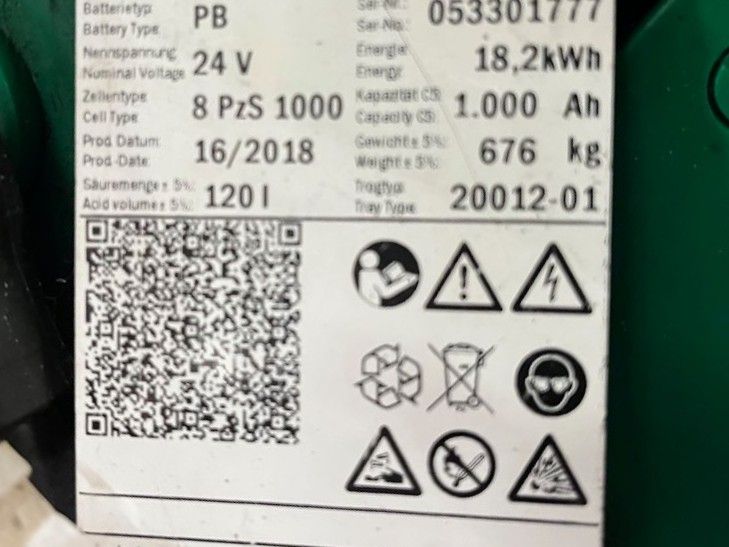 Batterietyp
Battery Type: PB
Ser-Nr.:
Ser-No.: 053301777
Nennspannung
Nominal Voltage 24 V
Energie
Energy: 18,2kWh
Zellentype
Cell Type 8 PzS 1000
Kapazität C5:
Capacity C5: 1.000 Ah
Prod Datum:
Prod-Date: 16/2018
Gewicht ± 5%:
Weight ± 5%: 676 kg
Säuremenge ± 5%:
Acid volume ± 5%: 120 l
Trogtyp
Tray Type 20012-01